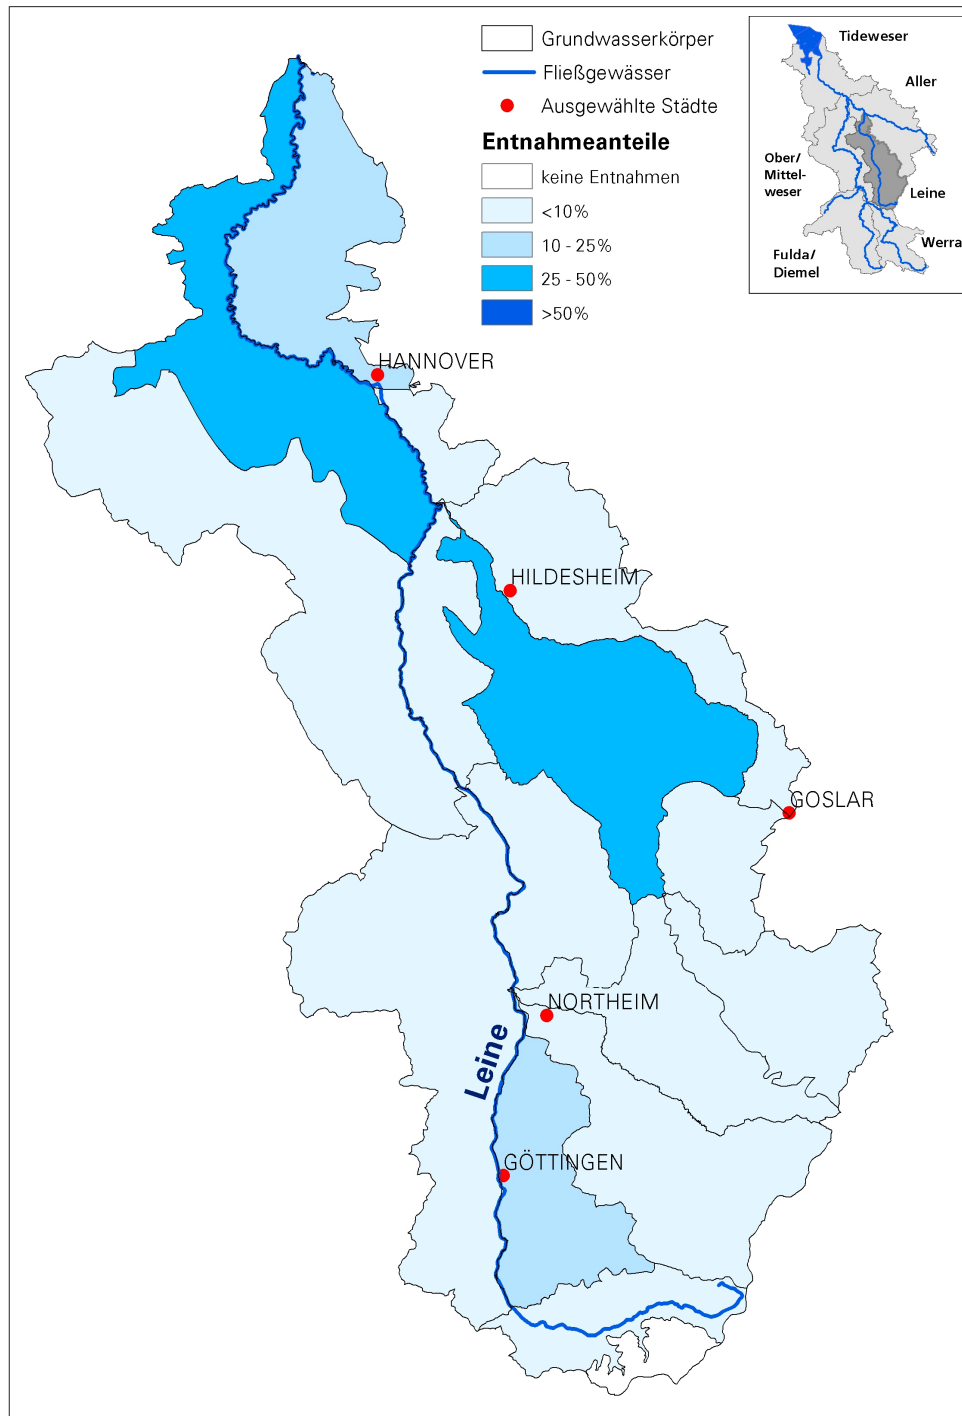 Grundwasserkörper
Fließgewässer
Ausgewählte Städte
Entnahmeanteile
keine Entnahmen
<10%
10 - 25%
25 - 50%
>50%
Tideweser
Aller
Ober/
Mittel-
weser
Leine
Werra
Fulda/
Diemel
HANNOVER
HILDESHEIM
GOSLAR
NORTHEIM
Leine
GÖTTINGEN